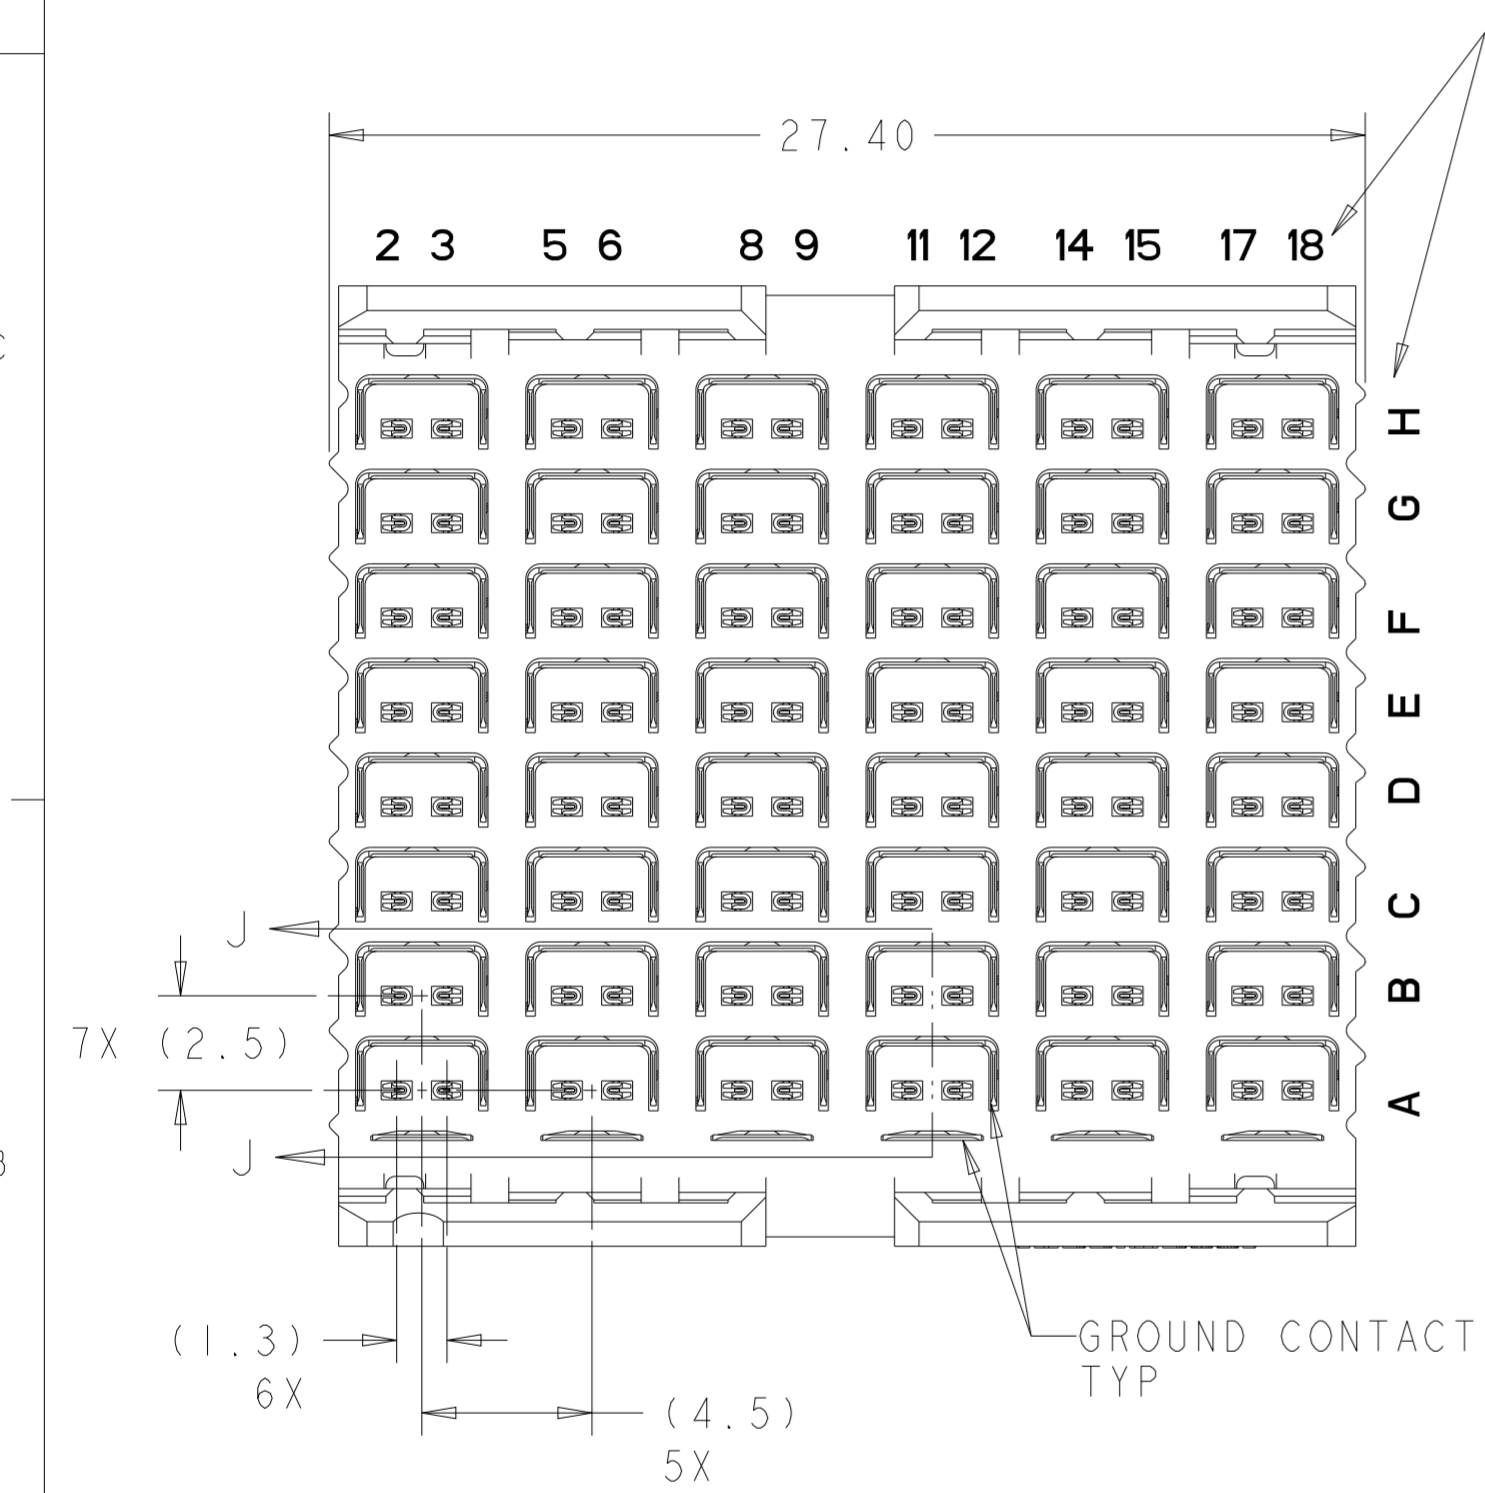 27.40
2 3 5 6 8 9 11 12 14 15 17 18
C
H
G
F
E
D
C
J
B
7X (2.5)
A
J
B
(1.3)
6X
GROUND CONTACT
TYP
(4.5)
5X